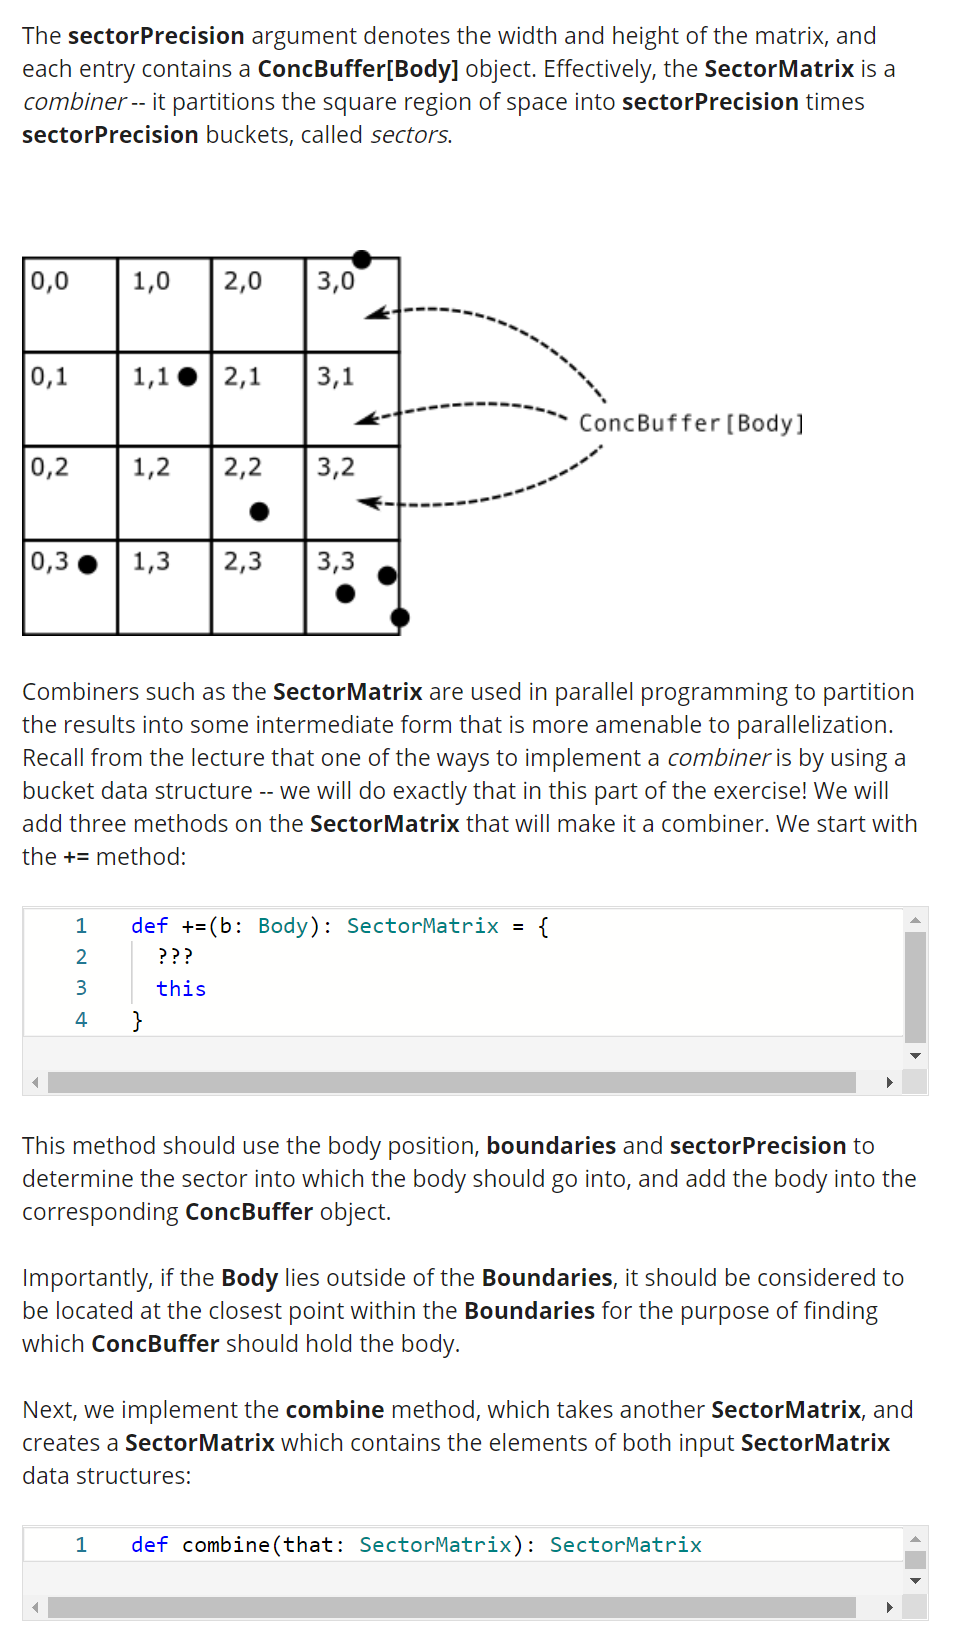 The sectorPrecision argument denotes the width and height of the matrix, and
each entry contains a ConcBuffer[Body] object. Effectively, the SectorMatrix is a
combiner -- it partitions the square region of space into sectorPrecision times
sectorPrecision buckets, called sectors.
0,0 1,0 2,0 3,0
0,1 1,1 2,1 3,1
ConcBuffer[Body]
0,2 1,2 2,2 3,2
0,3 1,3 2,3 3,3
Combiners such as the SectorMatrix are used in parallel programming to partition
the results into some intermediate form that is more amenable to parallelization.
Recall from the lecture that one of the ways to implement a combiner is by using a
bucket data structure -- we will do exactly that in this part of the exercise! We will
add three methods on the SectorMatrix that will make it a combiner. We start with
the += method:
1 def +=(b: Body): SectorMatrix = {
2 ???
3 this
4 }
This method should use the body position, boundaries and sectorPrecision to
determine the sector into which the body should go into, and add the body into the
corresponding ConcBuffer object.
Importantly, if the Body lies outside of the Boundaries, it should be considered to
be located at the closest point within the Boundaries for the purpose of finding
which ConcBuffer should hold the body.
Next, we implement the combine method, which takes another SectorMatrix, and
creates a SectorMatrix which contains the elements of both input SectorMatrix
data structures:
1 def combine(that: SectorMatrix): SectorMatrix